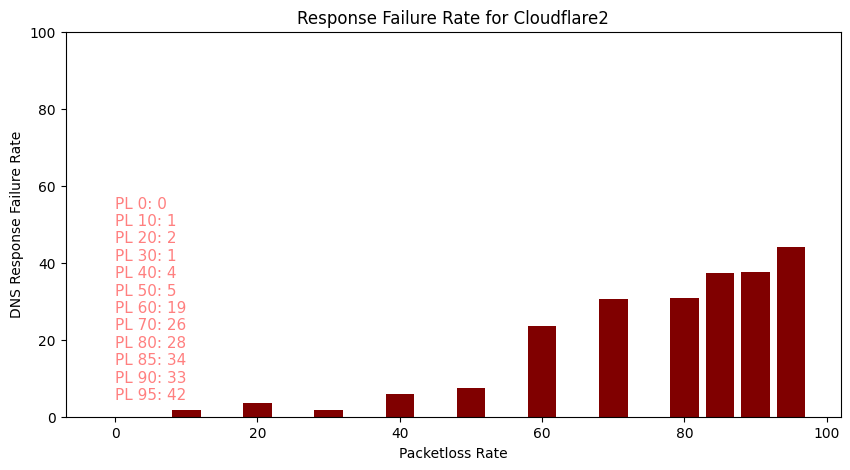 Response Failure Rate for Cloudflare2
100
80
60
40
20
0
DNS Response Failure Rate
PL 0: 0
PL 10: 1
PL 20: 2
PL 30: 1
PL 40: 4
PL 50: 5
PL 60: 19
PL 70: 26
PL 80: 28
PL 85: 34
PL 90: 33
PL 95: 42
0 20 40 60 80 100
Packetloss Rate